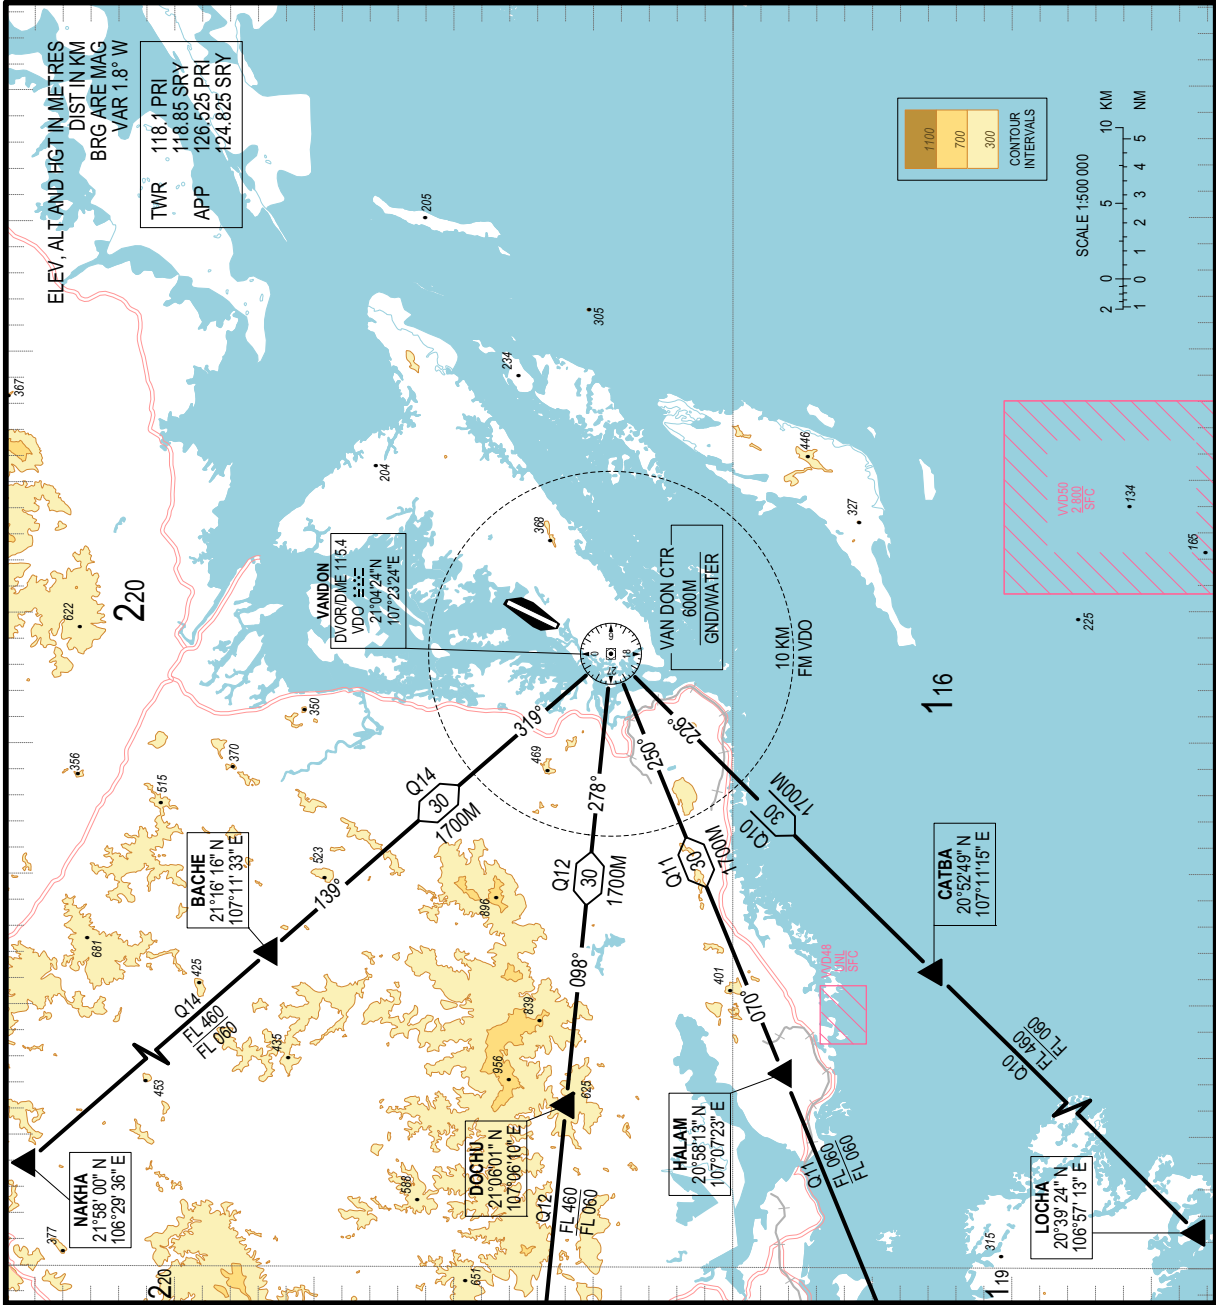 ELEV, ALT AND HGT IN METRES
DIST IN KM
BRG ARE MAG
VAR 1.8° W
TWR 118.1 PRI
118.85 SRY
APP 126.525 PRI
124.825 SRY
1100
700
300
CONTOUR
INTERVALS
SCALE 1:500 000
2 0 5 10 KM
1 0 1 2 3 4 5 NM
VANDON
DVOR/DME 115.4
VDO
21°04'24"N
107°23'24"E
0
9
18
27
VAN DON CTR
600M
GND/WATER
10 KM
FM VDO
BACHE
21°16' 16" N
107°11' 33" E
NAKHA
21°58' 00" N
106°29' 36" E
DOCHU
21°06'01" N
107°06'10" E
HALAM
20°58'13" N
107°07'23" E
CATBA
20°52'49" N
107°11'15" E
LOCHA
20°39' 24" N
106°57' 13" E
319°
Q14
30
1700M
139°
Q14
FL 460
FL 060
278°
Q12
30
1700M
098°
Q12
FL 460
FL 060
250°
Q11
30
1700M
070°
Q11
FL 060
FL 060
226°
Q10
30
1700M
Q10
FL 460
FL 060
VVD50
2 800
SFC
VVD48
UNL
SFC
220
220
116
119
367
622
356
370
350
515
681
425
523
435
453
377
588
651
956
839
896
625
469
401
315
204
368
205
305
234
446
327
225
134
165